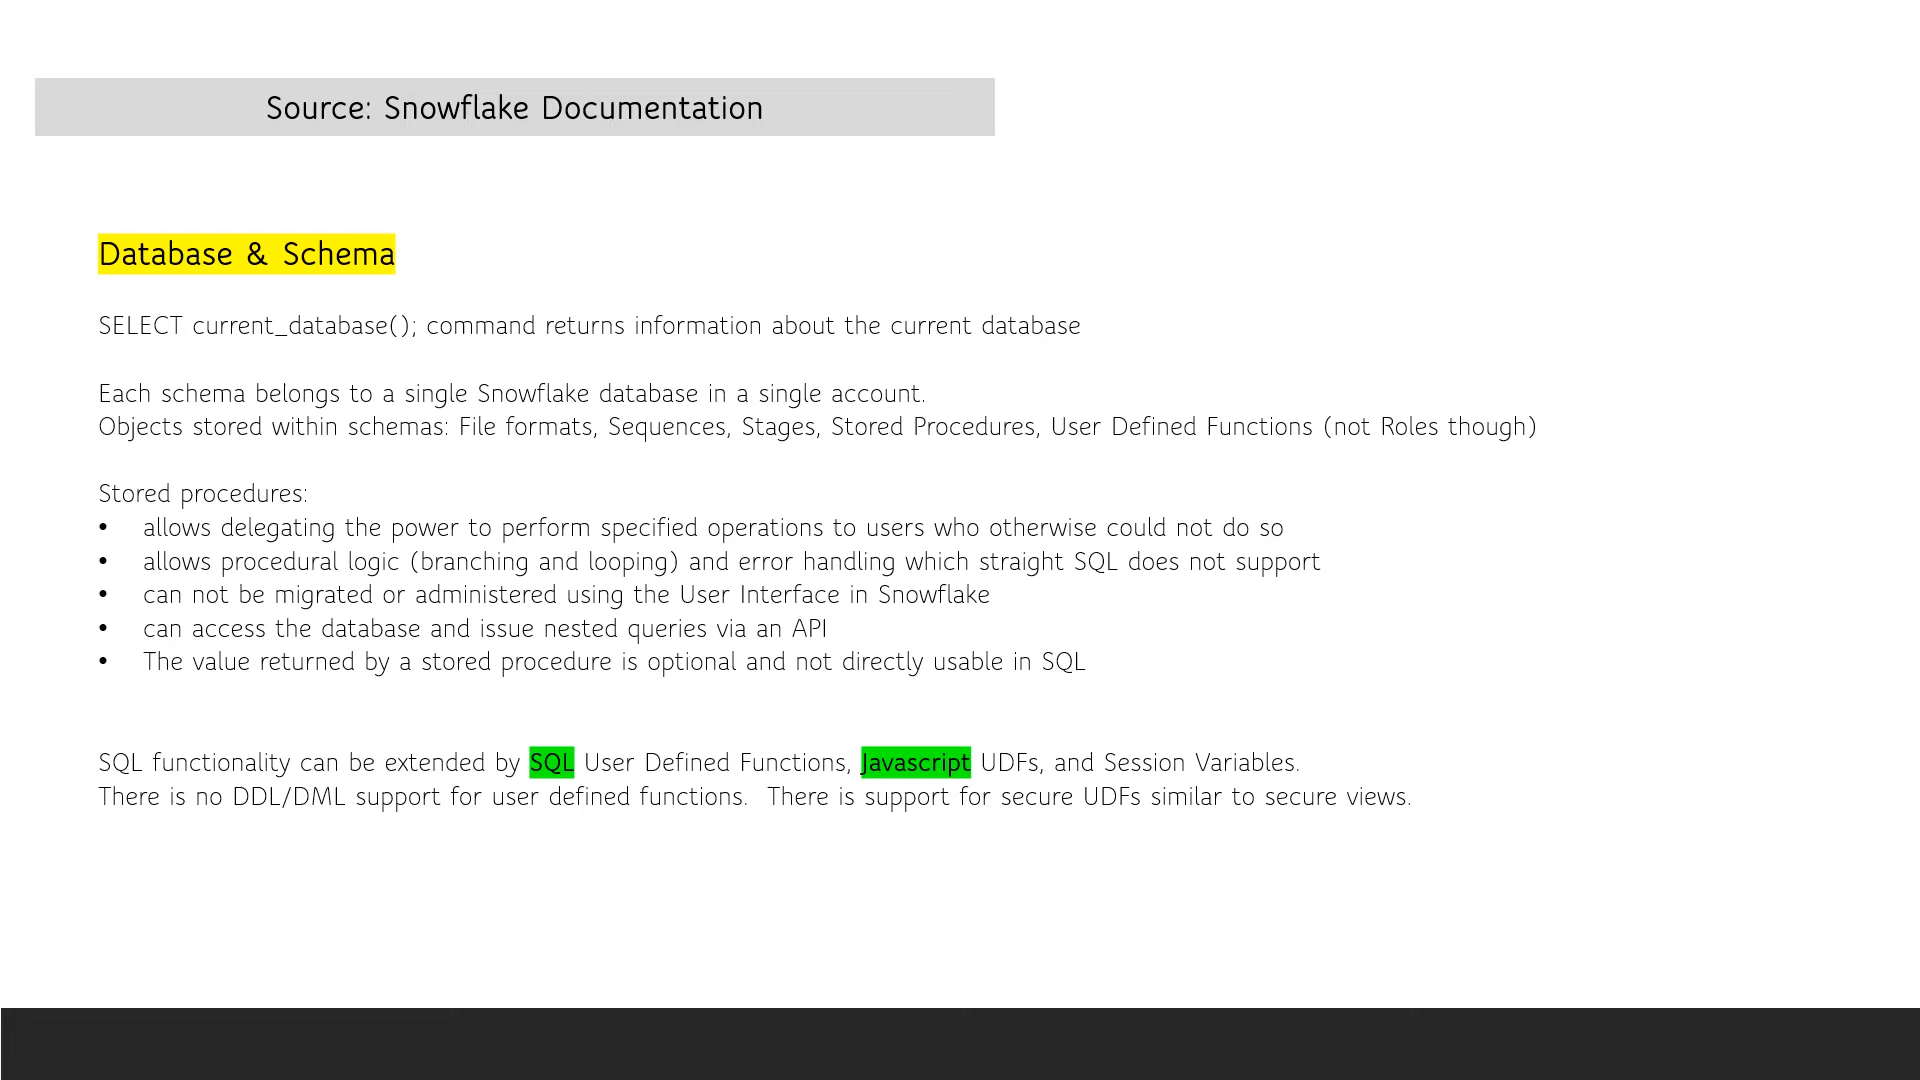 Source: Snowflake Documentation
Database & Schema
SELECT current_database(); command returns information about the current database
Each schema belongs to a single Snowflake database in a single account.
Objects stored within schemas: File formats, Sequences, Stages, Stored Procedures, User Defined Functions (not Roles though)
Stored procedures:
• allows delegating the power to perform specified operations to users who otherwise could not do so
• allows procedural logic (branching and looping) and error handling which straight SQL does not support
• can not be migrated or administered using the User Interface in Snowflake
• can access the database and issue nested queries via an API
• The value returned by a stored procedure is optional and not directly usable in SQL
SQL functionality can be extended by SQL User Defined Functions, Javascript UDFs, and Session Variables.
There is no DDL/DML support for user defined functions.  There is support for secure UDFs similar to secure views.